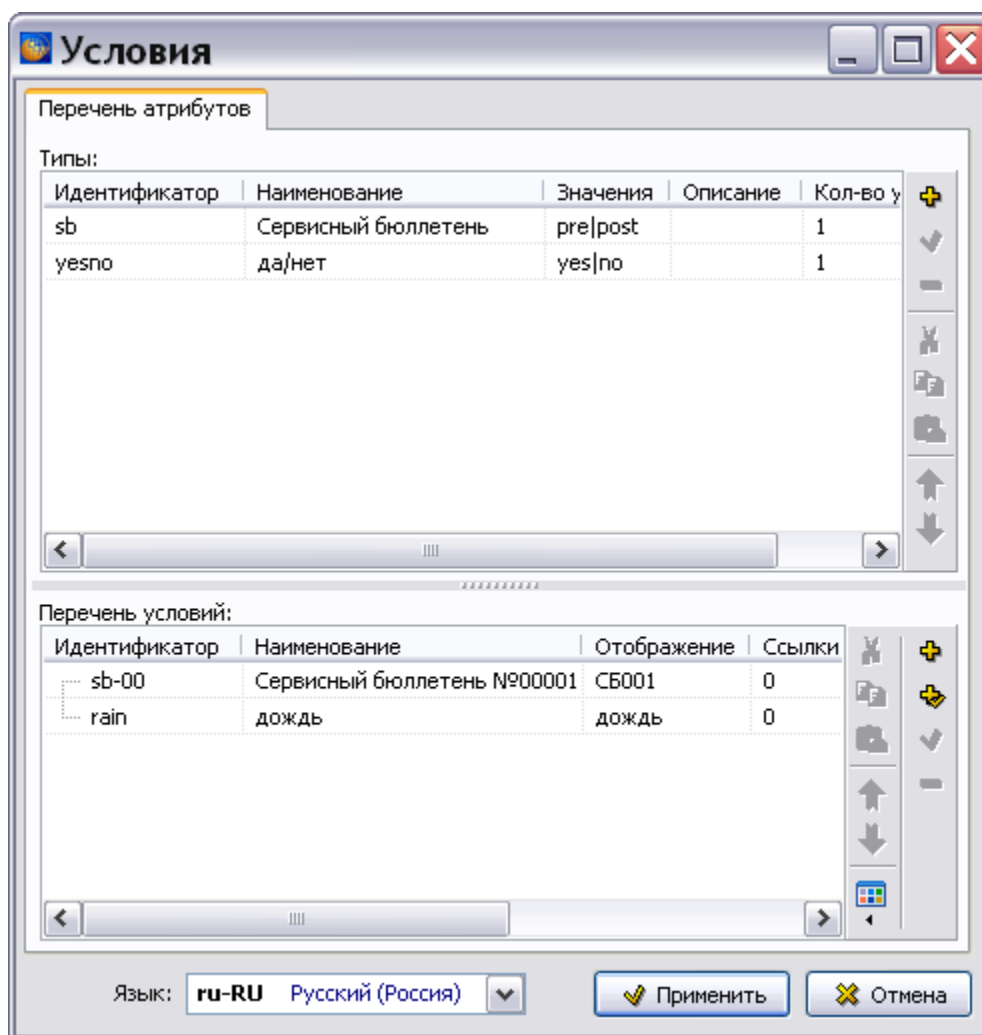 Условия
Перечень атрибутов
Типы:
Идентификатор Наименование Значения Описание Кол-во у
sb Сервисный бюллетень pre|post 1
yesno да/нет yes|no 1
Перечень условий:
Идентификатор Наименование Отображение Ссылки
sb-00 Сервисный бюллетень №00001 СБ001 0
rain дождь дождь 0
Язык: ru-RU Русский (Россия) Применить Отмена